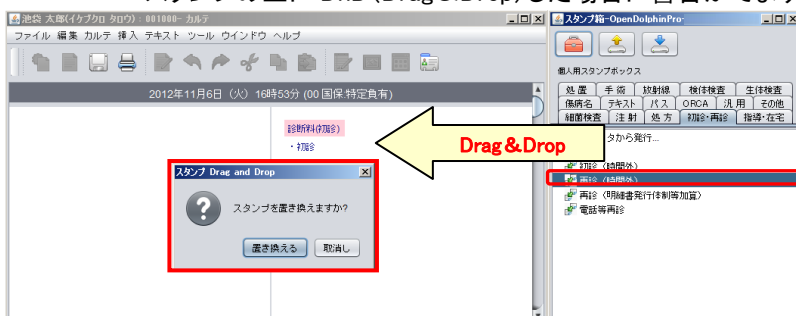 スタンプの上に DnD (Drag&Drop)した場合に警告がでます
池袋 太郎(イケブクロ タロウ) : 001000- カルテ
ファイル 編集 カルテ 挿入 テキスト ツール ウインドウ ヘルプ
2012年11月6日 (火) 16時53分 (00 国保.特定負有)
診断料(初診)
・初診
Drag&Drop
スタンプ Drag and Drop
スタンプを置き換えますか?
置き換える 取消し
スタンプ箱-OpenDolphinPro-
個人用スタンプボックス
処 置 手 術 放射線 検体検査 生体検査
傷病名 テキスト パス ORCA 汎 用 その他
細菌検査 注 射 処 方 初診・再診 指導・在宅
タから発行...
初診(時間外)
再診(時間外)
再診(明細書発行体制等加算)
電話等再診